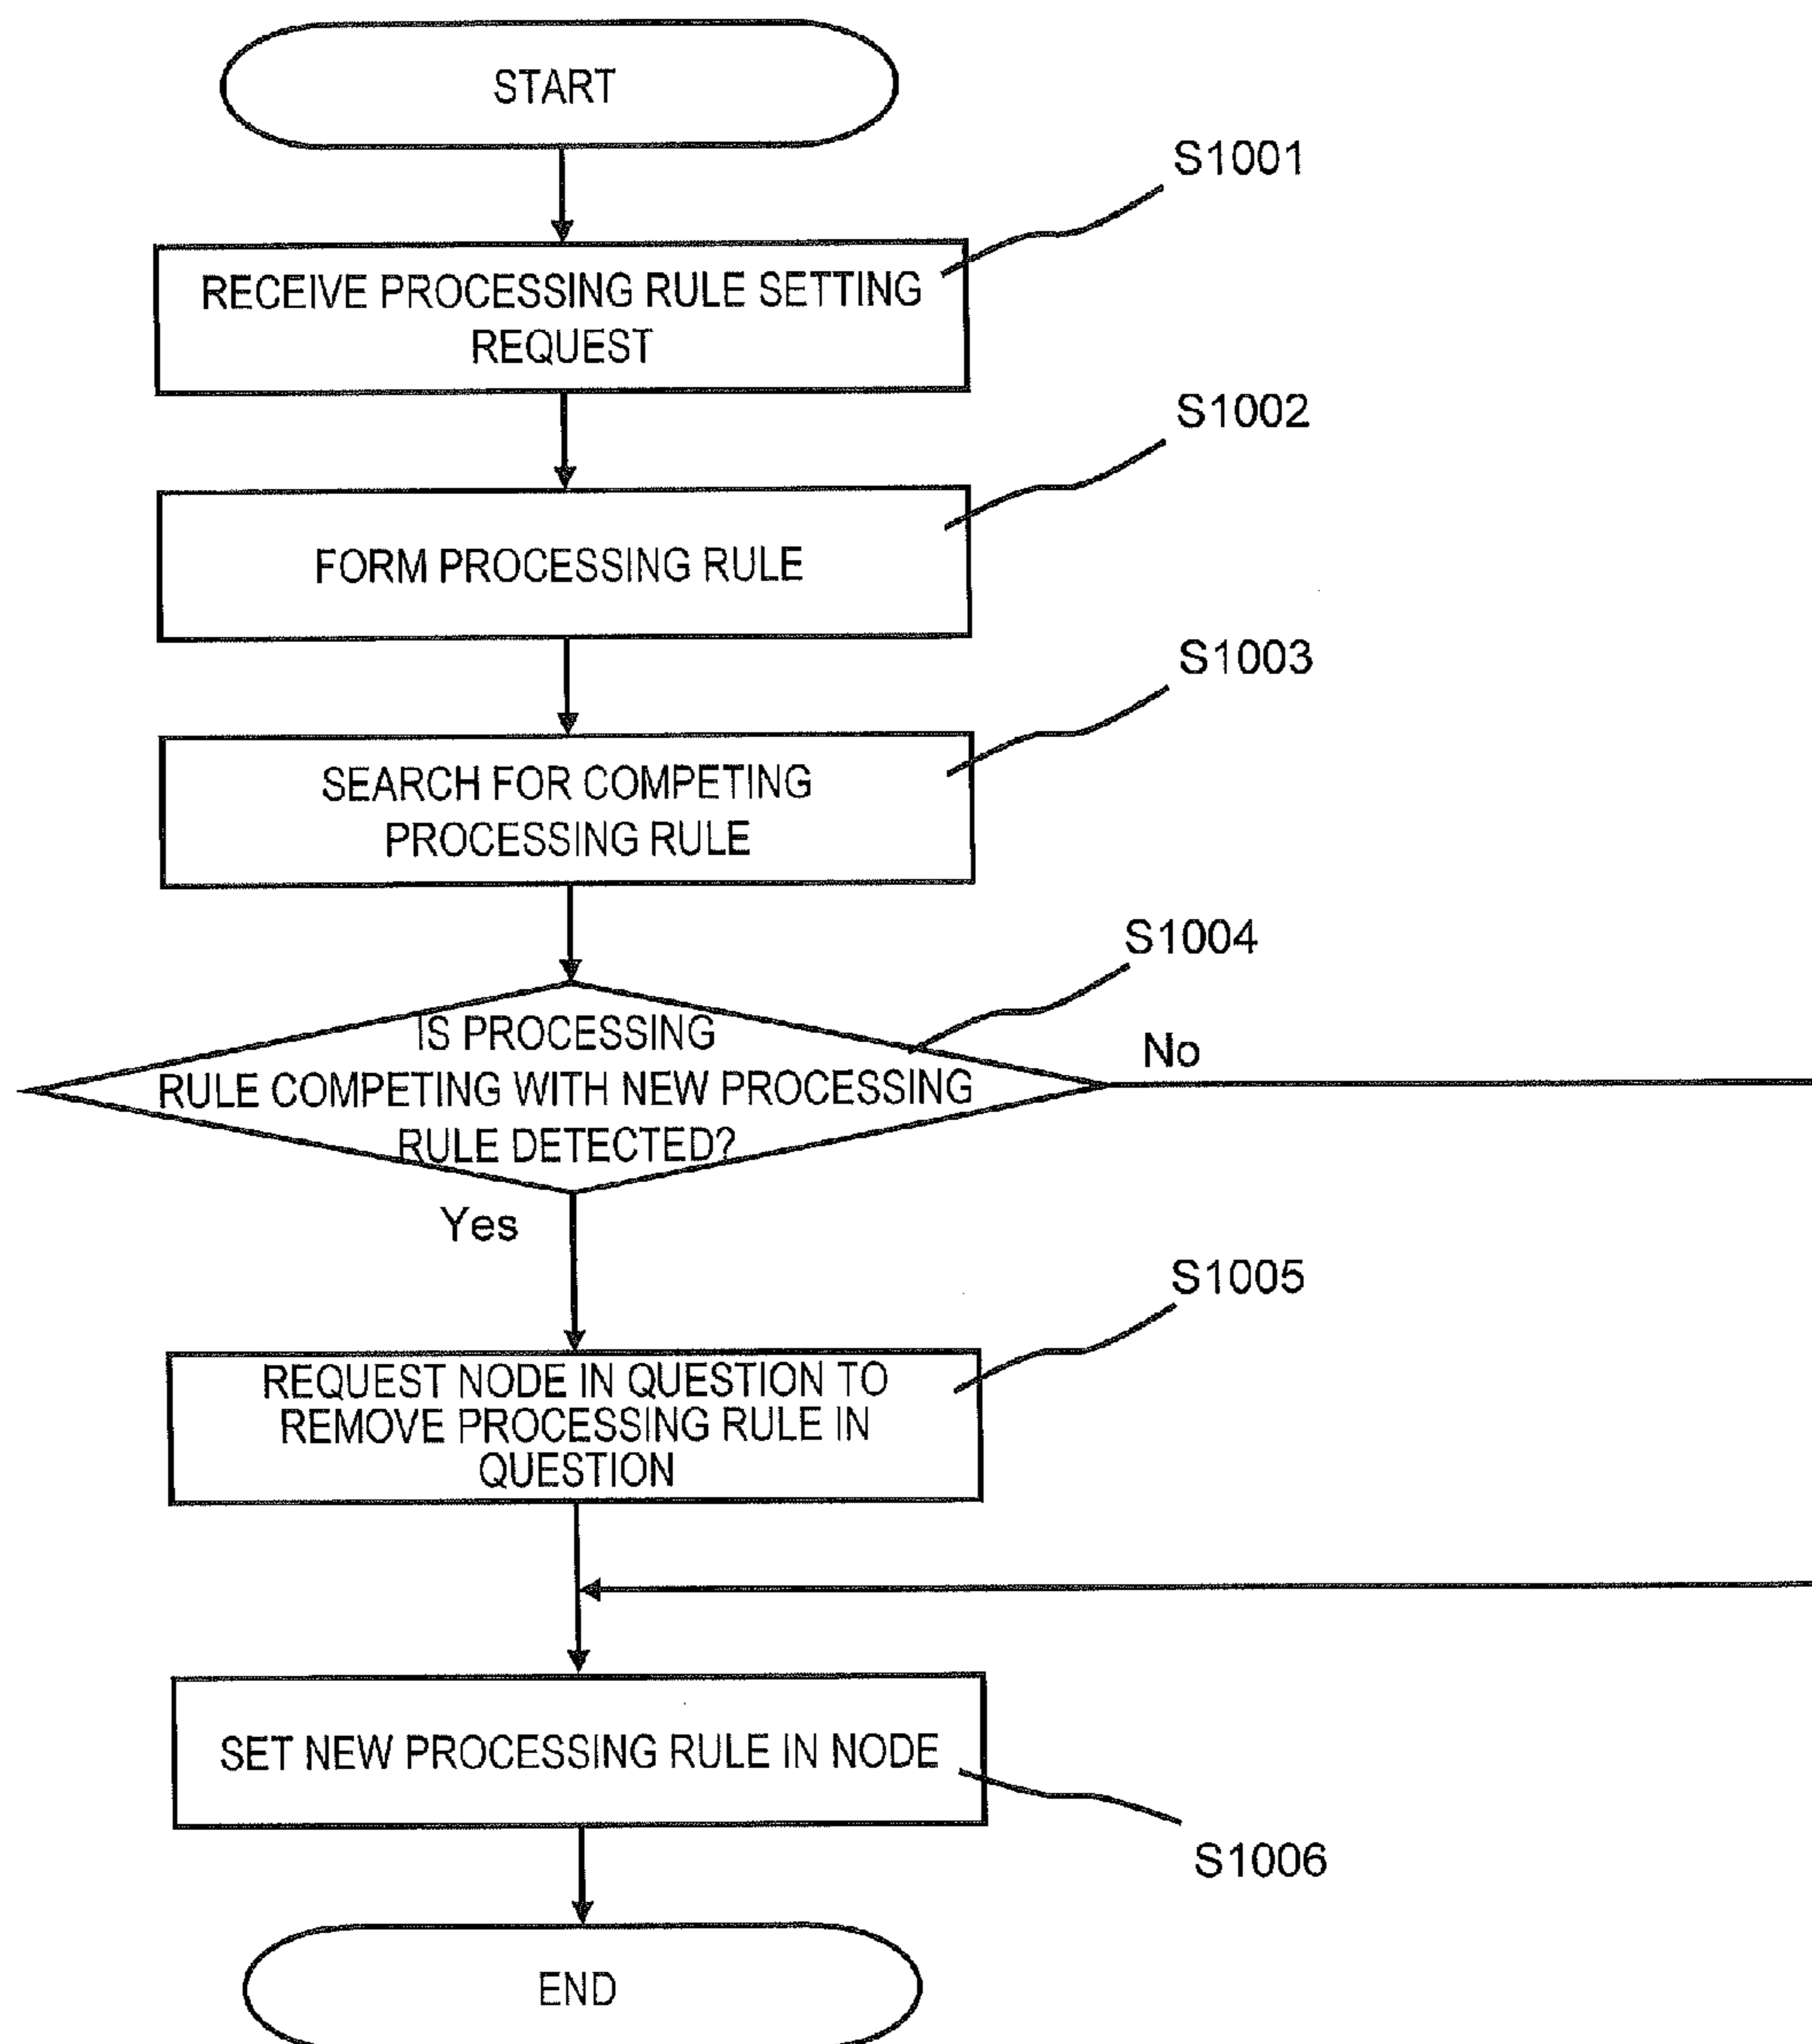 START
S1001
RECEIVE PROCESSING RULE SETTING
REQUEST
S1002
FORM PROCESSING RULE
S1003
SEARCH FOR COMPETING
PROCESSING RULE
S1004
IS PROCESSING
RULE COMPETING WITH NEW PROCESSING
RULE DETECTED?
No
Yes
S1005
REQUEST NODE IN QUESTION TO
REMOVE PROCESSING RULE IN
QUESTION
SET NEW PROCESSING RULE IN NODE
S1006
END